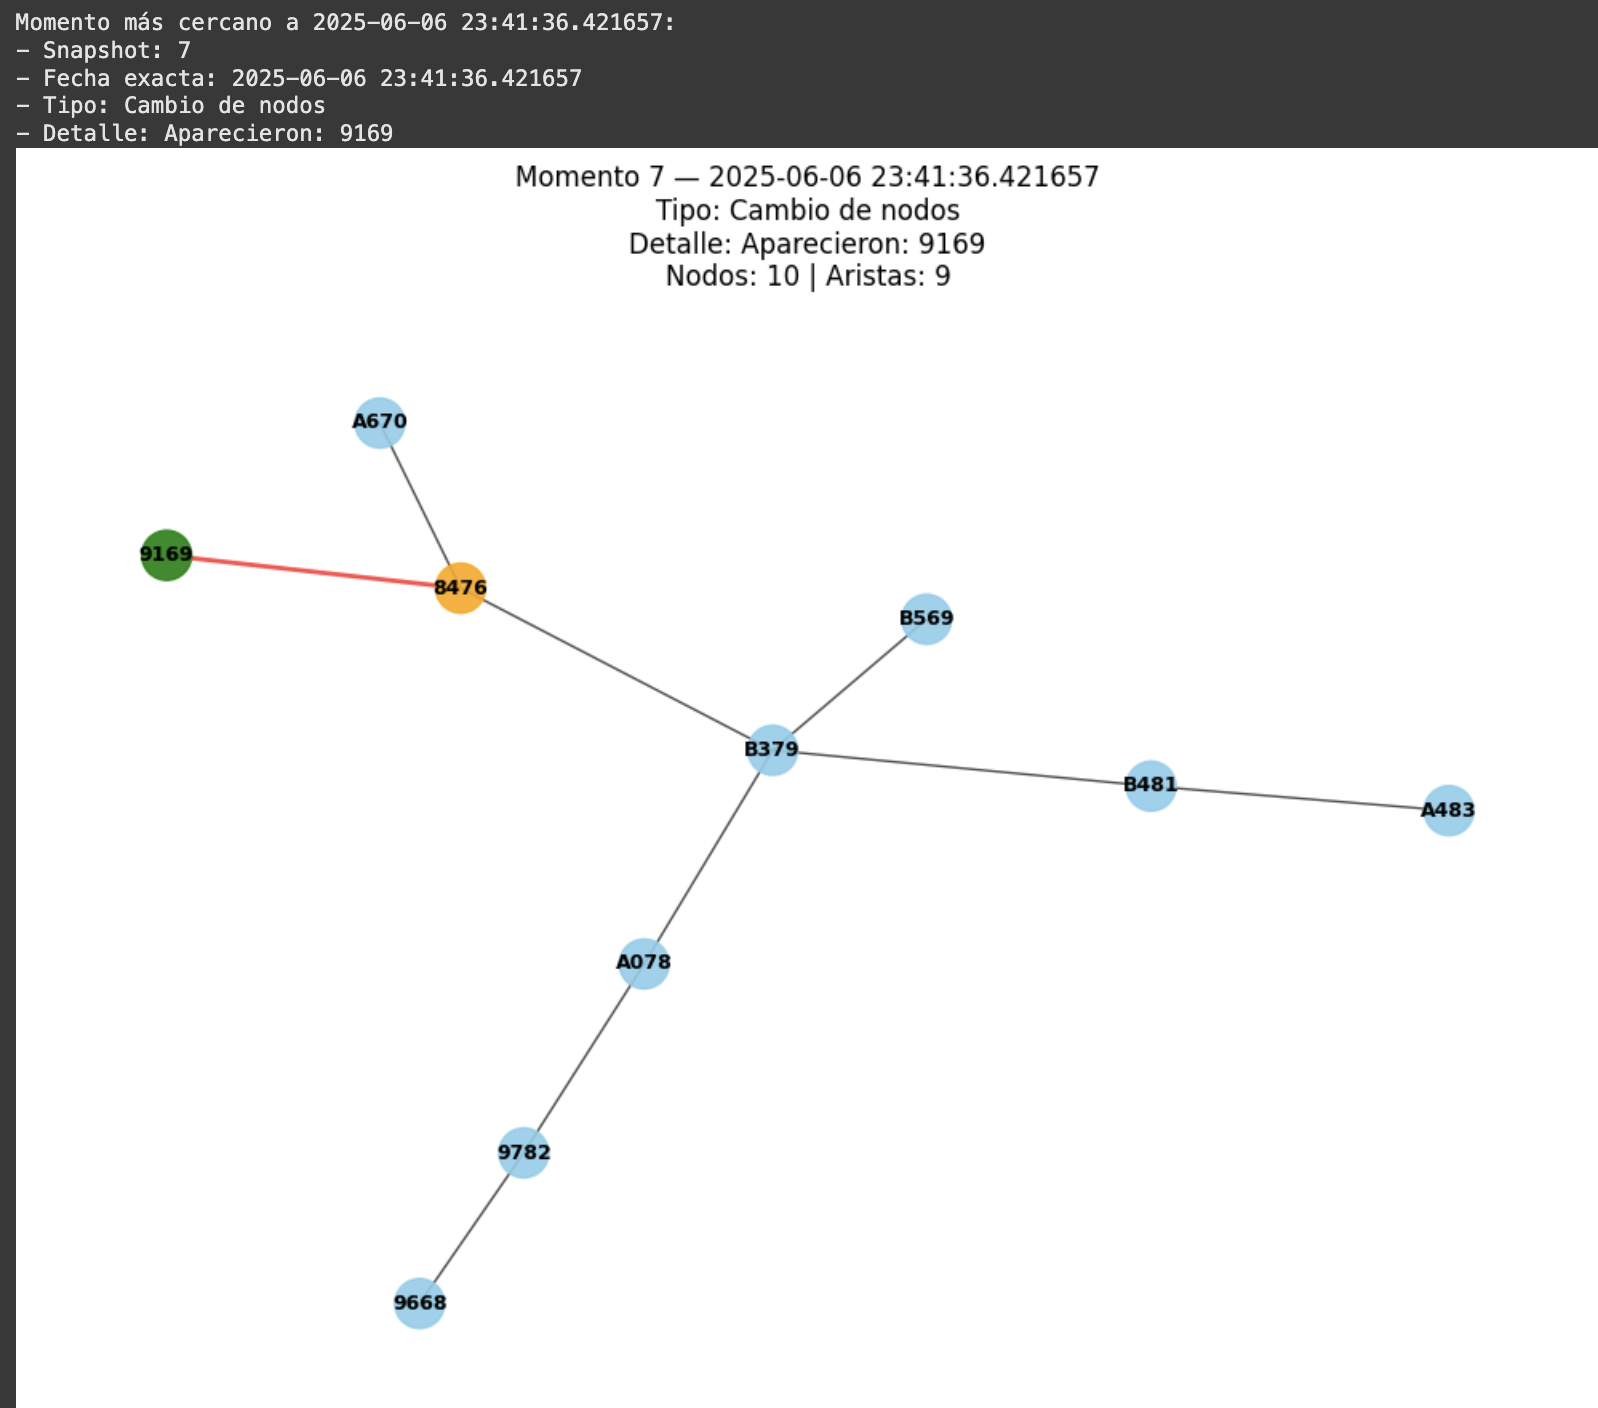 Momento más cercano a 2025-06-06 23:41:36.421657:
- Snapshot: 7
- Fecha exacta: 2025-06-06 23:41:36.421657
- Tipo: Cambio de nodos
- Detalle: Aparecieron: 9169
Momento 7 — 2025-06-06 23:41:36.421657
Tipo: Cambio de nodos
Detalle: Aparecieron: 9169
Nodos: 10 | Aristas: 9
A670
9169
8476
B569
B379
B481
A483
A078
9782
9668